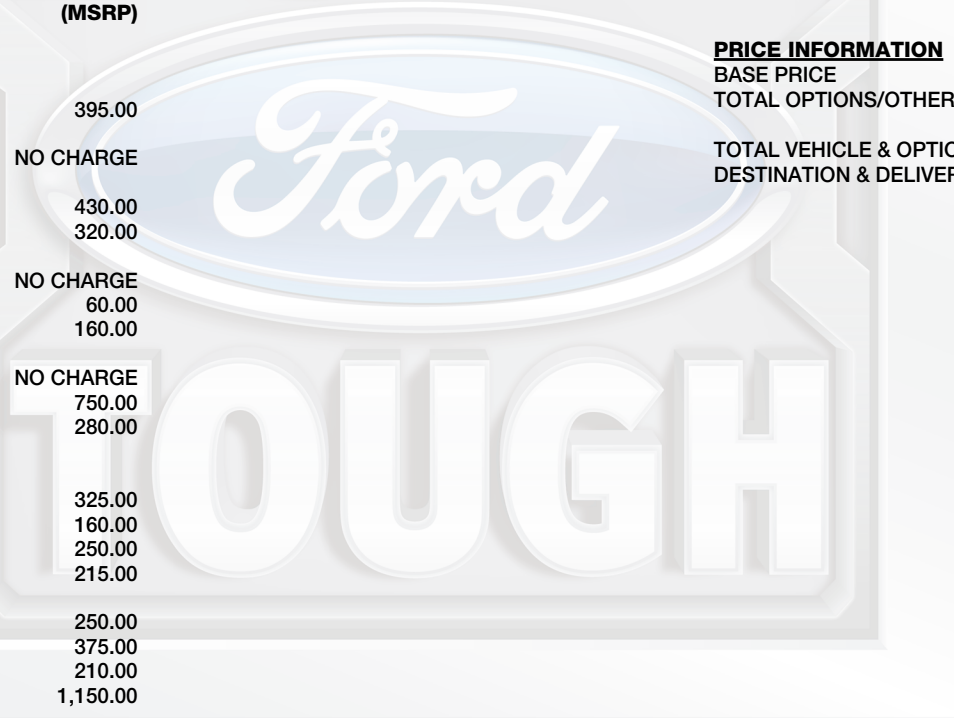 (MSRP)
395.00
NO CHARGE
430.00
320.00
NO CHARGE
60.00
160.00
NO CHARGE
750.00
280.00
325.00
160.00
250.00
215.00
250.00
375.00
210.00
1,150.00
PRICE INFORMATION
BASE PRICE
TOTAL OPTIONS/OTHER
TOTAL VEHICLE & OPTIO
DESTINATION & DELIVER
Ford
TOUGH